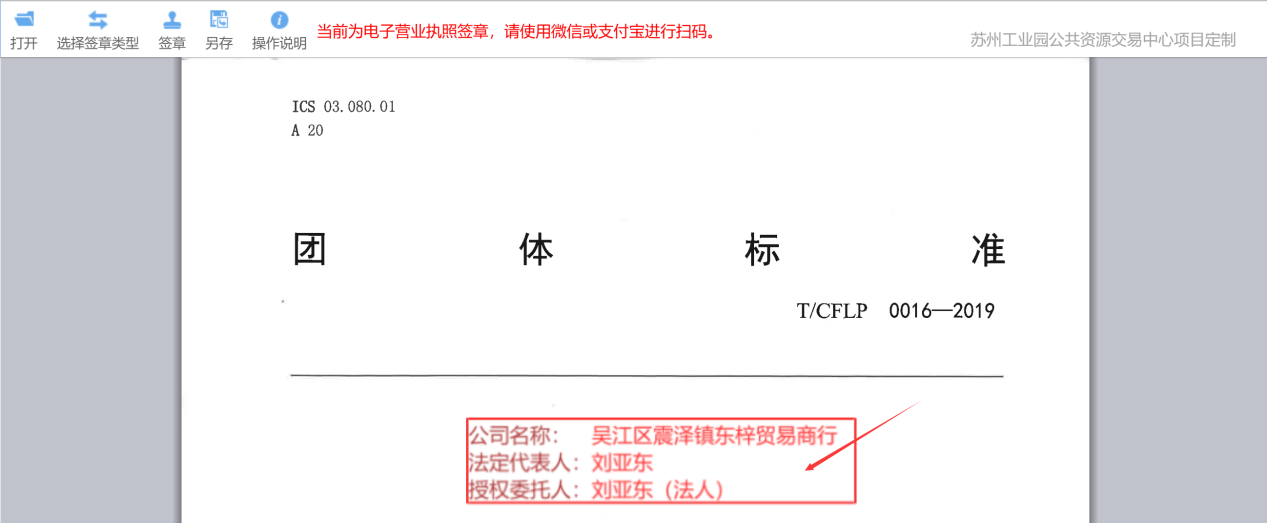 打开 选择签章类型 签章 另存 操作说明 当前为电子营业执照签章，请使用微信或支付宝进行扫码。
苏州工业园公共资源交易中心项目定制
ICS 03.080.01
A 20
团体标准
T/CFLP 0016—2019
公司名称： 吴江区震泽镇东梓贸易商行
法定代表人：刘亚东
授权委托人：刘亚东（法人）